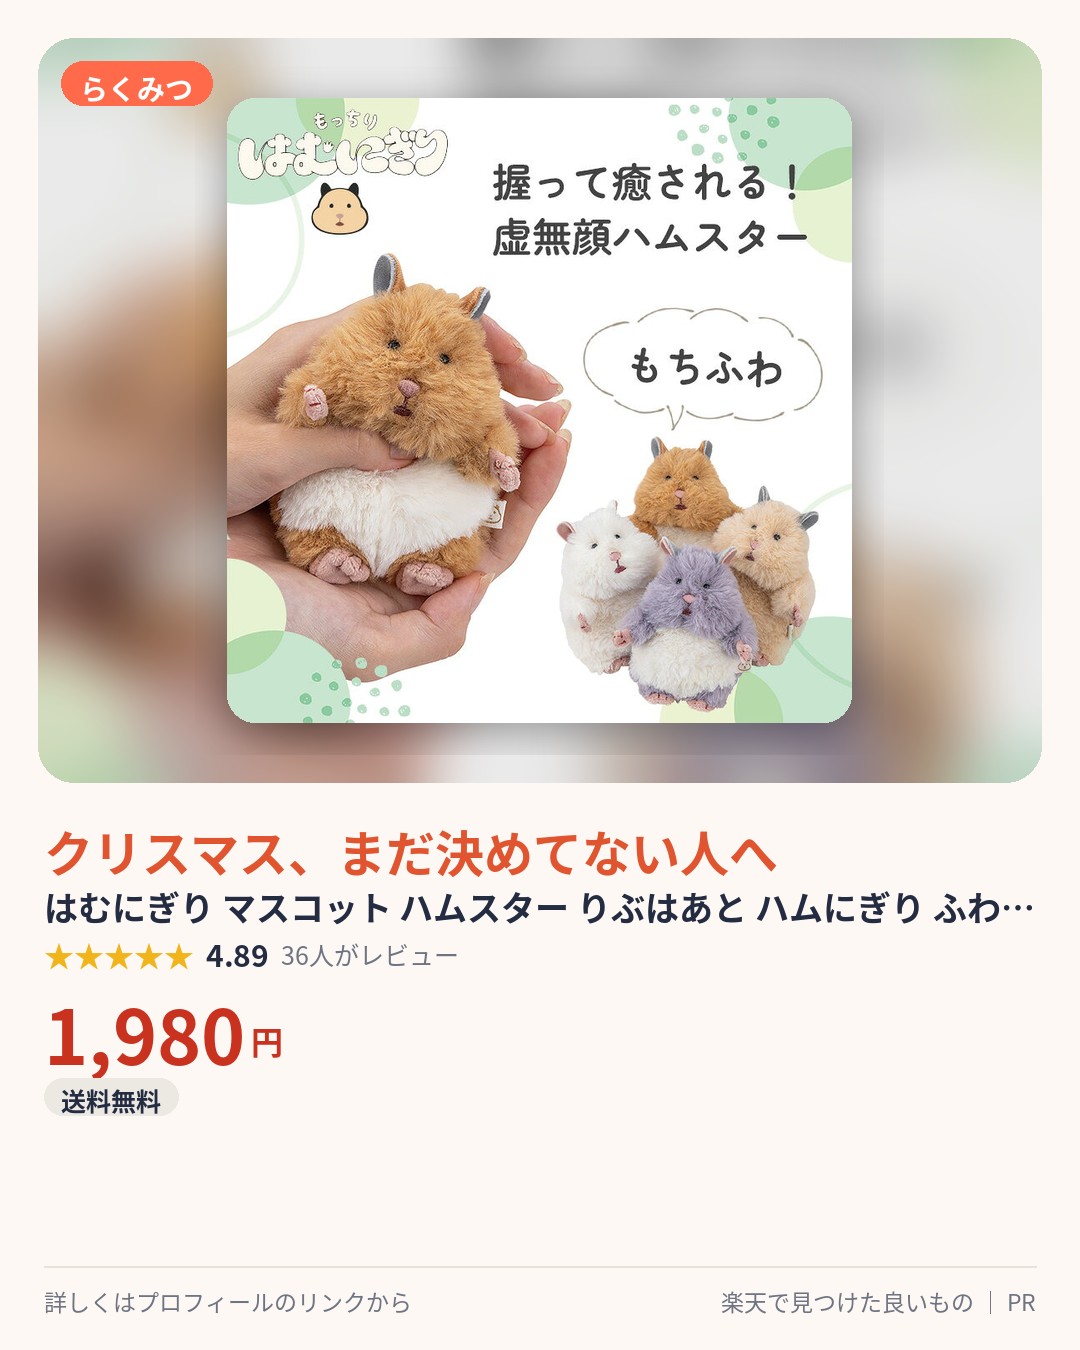 らくみつ
もっちり
はむにぎり
握って癒される！
虚無顔ハムスター
もちふわ
クリスマス、まだ決めてない人へ
はむにぎり マスコット ハムスター りぶはあと ハムにぎり ふわ…
★★★★★ 4.89 36人がレビュー
1,980円
送料無料
詳しくはプロフィールのリンクから
楽天で見つけた良いもの｜PR